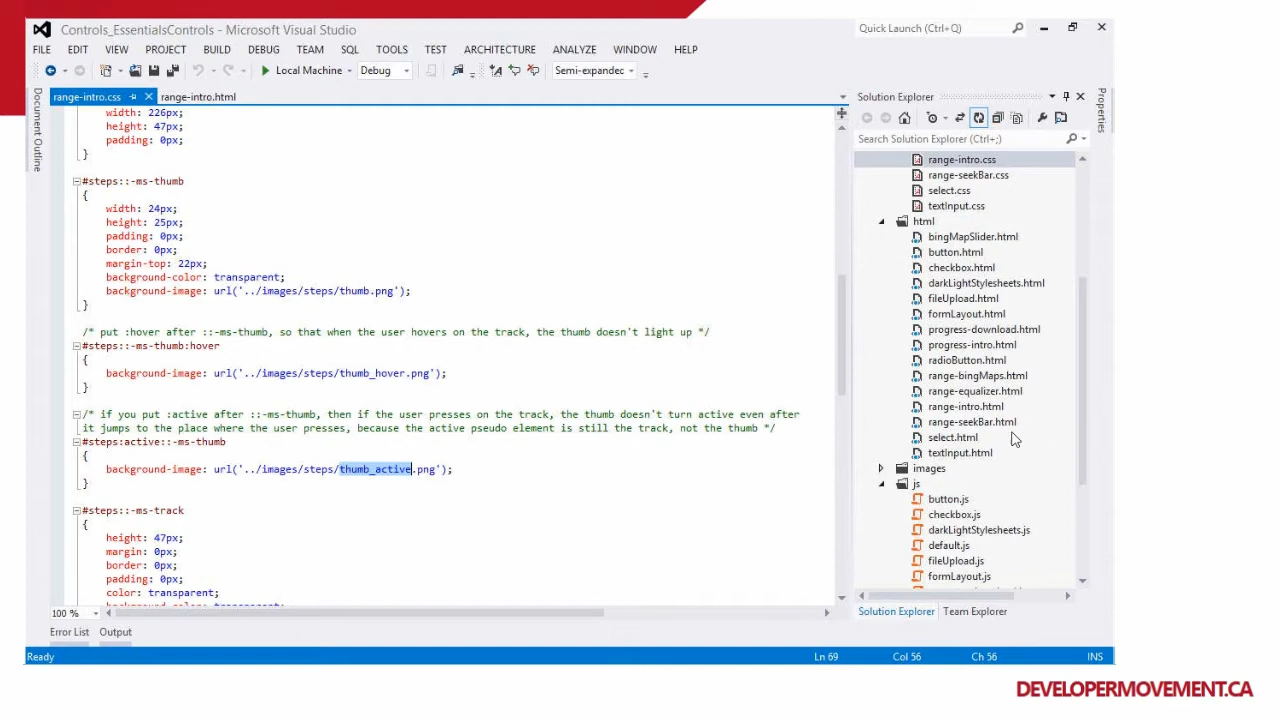 Controls_EssentialsControls - Microsoft Visual Studio
Quick Launch (Ctrl+Q)
FILE EDIT VIEW PROJECT BUILD DEBUG TEAM SQL TOOLS TEST ARCHITECTURE ANALYZE WINDOW HELP
Local Machine Debug Semi-expandec
Document Outline
range-intro.css range-intro.html
width: 226px;
height: 47px;
padding: 0px;
}
#steps::-ms-thumb
{
width: 24px;
height: 25px;
padding: 0px;
border: 0px;
margin-top: 22px;
background-color: transparent;
background-image: url('../images/steps/thumb.png');
}
/* put :hover after ::-ms-thumb, so that when the user hovers on the track, the thumb doesn't light up */
#steps::-ms-thumb:hover
{
background-image: url('../images/steps/thumb_hover.png');
}
/* if you put :active after ::-ms-thumb, then if the user presses on the track, the thumb doesn't turn active even after
it jumps to the place where the user presses, because the active pseudo element is still the track, not the thumb */
#steps:active::-ms-thumb
{
background-image: url('../images/steps/thumb_active.png');
}
#steps::-ms-track
{
height: 47px;
margin: 0px;
border: 0px;
padding: 0px;
color: transparent;
background-color: transparent;
100 %
Solution Explorer
Search Solution Explorer (Ctrl+;)
range-intro.css
range-seekBar.css
select.css
textInput.css
html
bingMapSlider.html
button.html
checkbox.html
darkLightStylesheets.html
fileUpload.html
formLayout.html
progress-download.html
progress-intro.html
radioButton.html
range-bingMaps.html
range-equalizer.html
range-intro.html
range-seekBar.html
select.html
textInput.html
images
js
button.js
checkbox.js
darkLightStylesheets.js
default.js
fileUpload.js
formLayout.js
Solution Explorer Team Explorer
Properties
Error List Output
Ready Ln 69 Col 56 Ch 56 INS
DEVELOPERMOVEMENT.CA